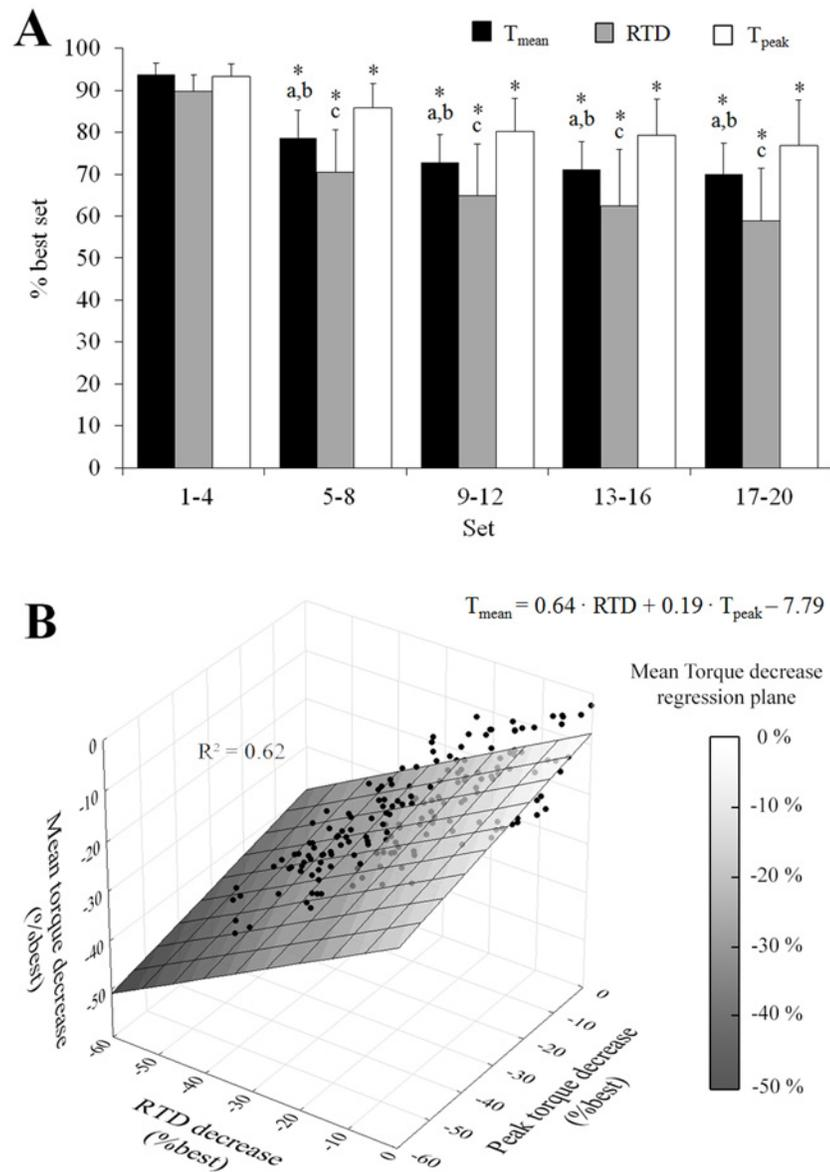 A
T_mean RTD T_peak
% best set
100
90
80
70
60
50
40
30
20
10
0
* a,b * c *
* a,b * c *
* a,b * c *
* a,b * c *
1-4 5-8 9-12 13-16 17-20
Set
B
T_mean = 0.64 · RTD + 0.19 · T_peak – 7.79
Mean Torque decrease
regression plane
R² = 0.62
Mean torque decrease
(%best)
0
-10
-20
-30
-40
-50
-60
-50
-40
-30
-20
-10
0
RTD decrease
(%best)
-60
-50
-40
-30
-20
-10
0
Peak torque decrease
(%best)
0 %
-10 %
-20 %
-30 %
-40 %
-50 %